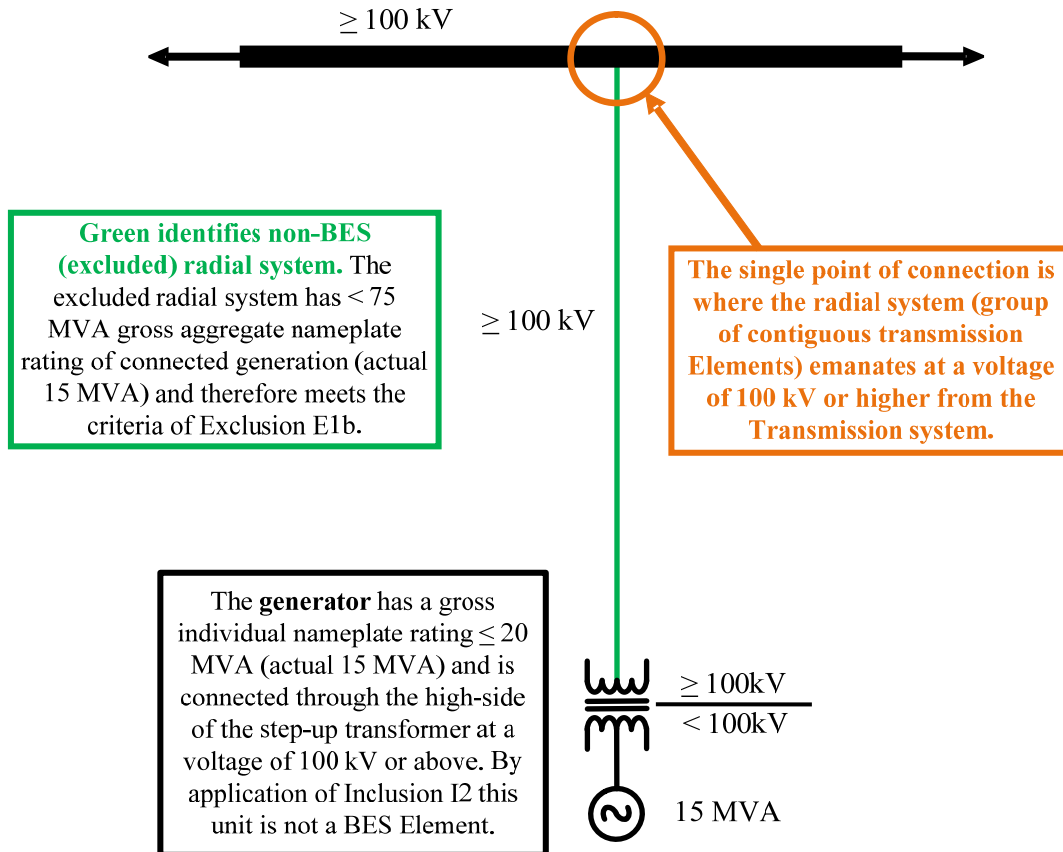 ≥ 100 kV
Green identifies non-BES
(excluded) radial system. The
excluded radial system has < 75
MVA gross aggregate nameplate
rating of connected generation (actual
15 MVA) and therefore meets the
criteria of Exclusion E1b.
≥ 100 kV
The single point of connection is
where the radial system (group
of contiguous transmission
Elements) emanates at a voltage
of 100 kV or higher from the
Transmission system.
The generator has a gross
individual nameplate rating ≤ 20
MVA (actual 15 MVA) and is
connected through the high-side
of the step-up transformer at a
voltage of 100 kV or above. By
application of Inclusion I2 this
unit is not a BES Element.
≥ 100kV
< 100kV
15 MVA